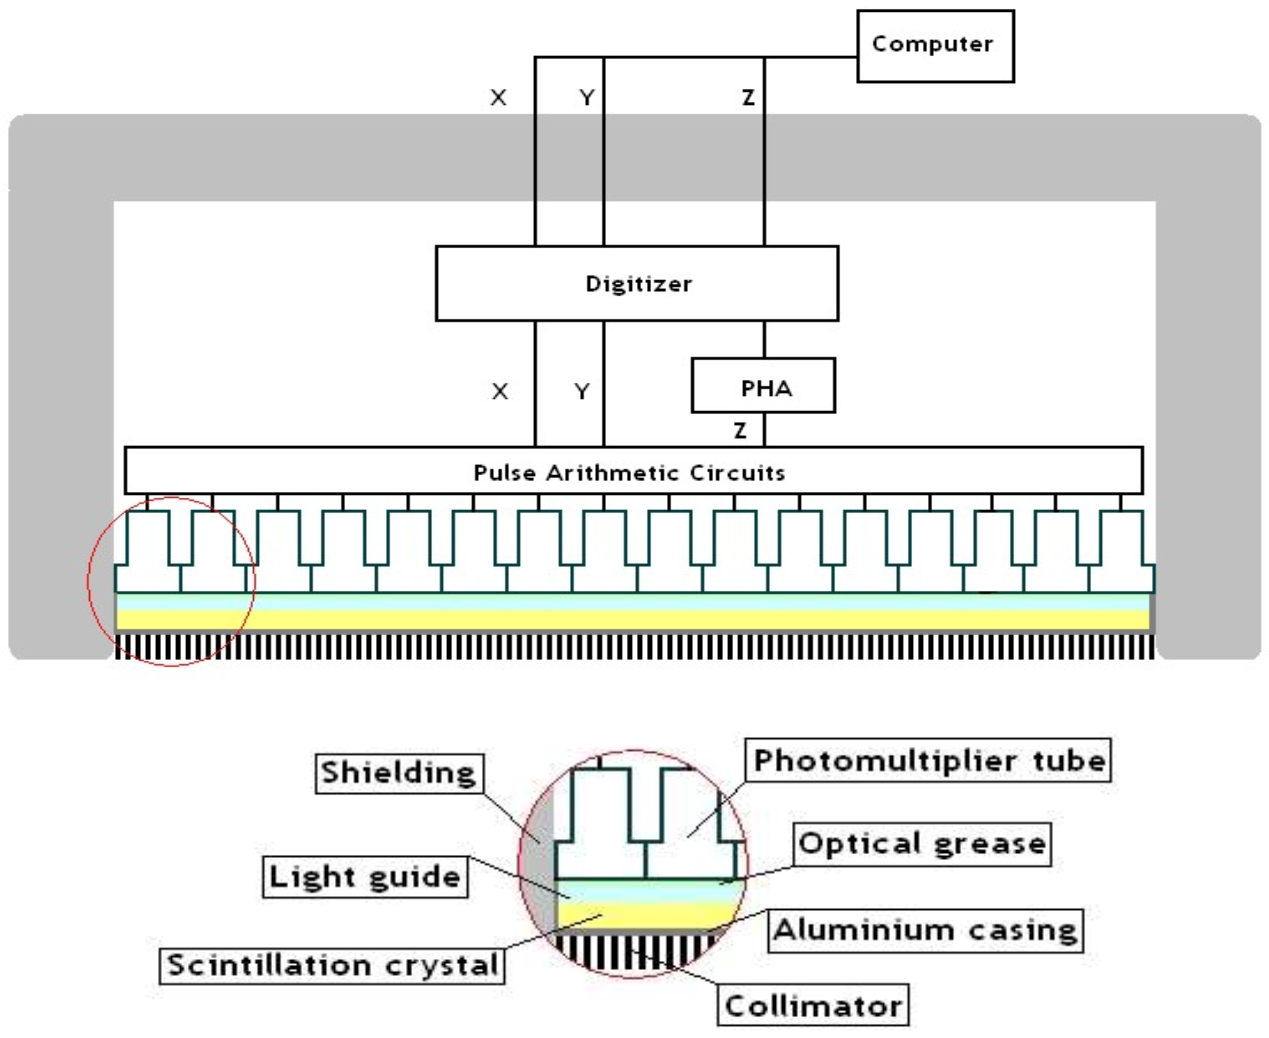 Computer
X Y Z
Digitizer
X Y
PHA
Z
Pulse Arithmetic Circuits
Shielding
Photomultiplier tube
Optical grease
Light guide
Aluminium casing
Scintillation crystal
Collimator